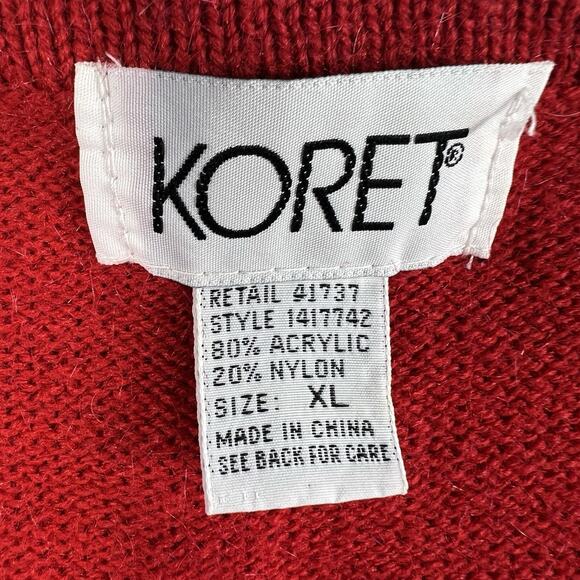 KORET®
RETAIL 41737
STYLE 1417742
80% ACRYLIC
20% NYLON
SIZE: XL
MADE IN CHINA
SEE BACK FOR CARE